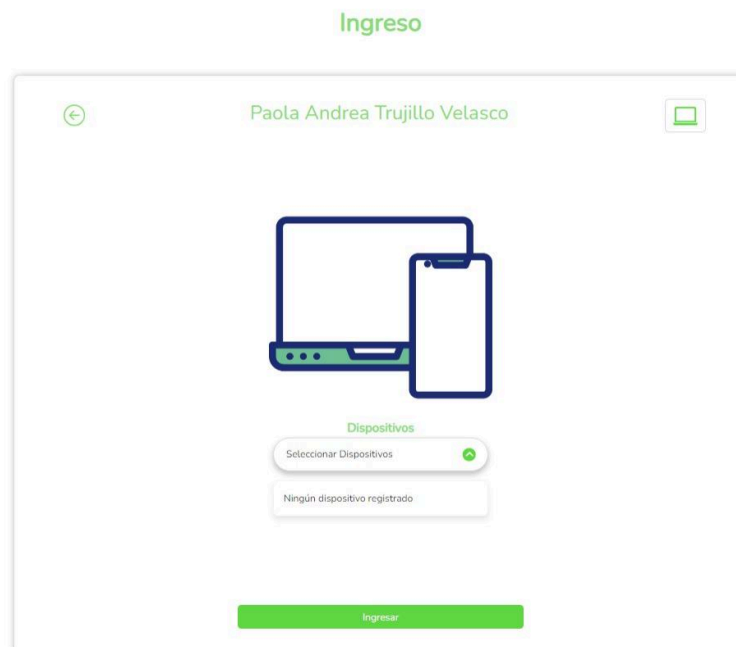 Ingreso
Paola Andrea Trujillo Velasco
Dispositivos
Seleccionar Dispositivos
Ningún dispositivo registrado
Ingresar